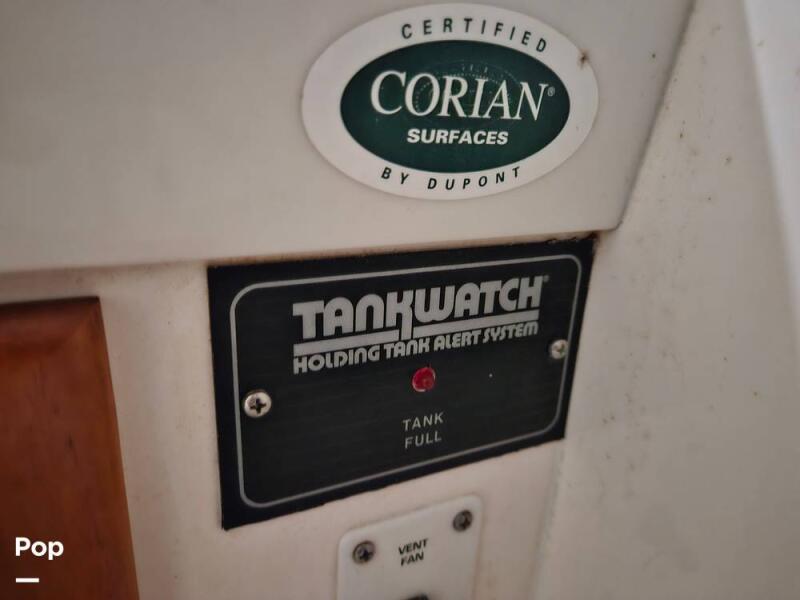 CERTIFIED
CORIAN®
SURFACES
BY DUPONT
TANKWATCH®
HOLDING TANK ALERT SYSTEM
TANK
FULL
VENT
FAN
Pop